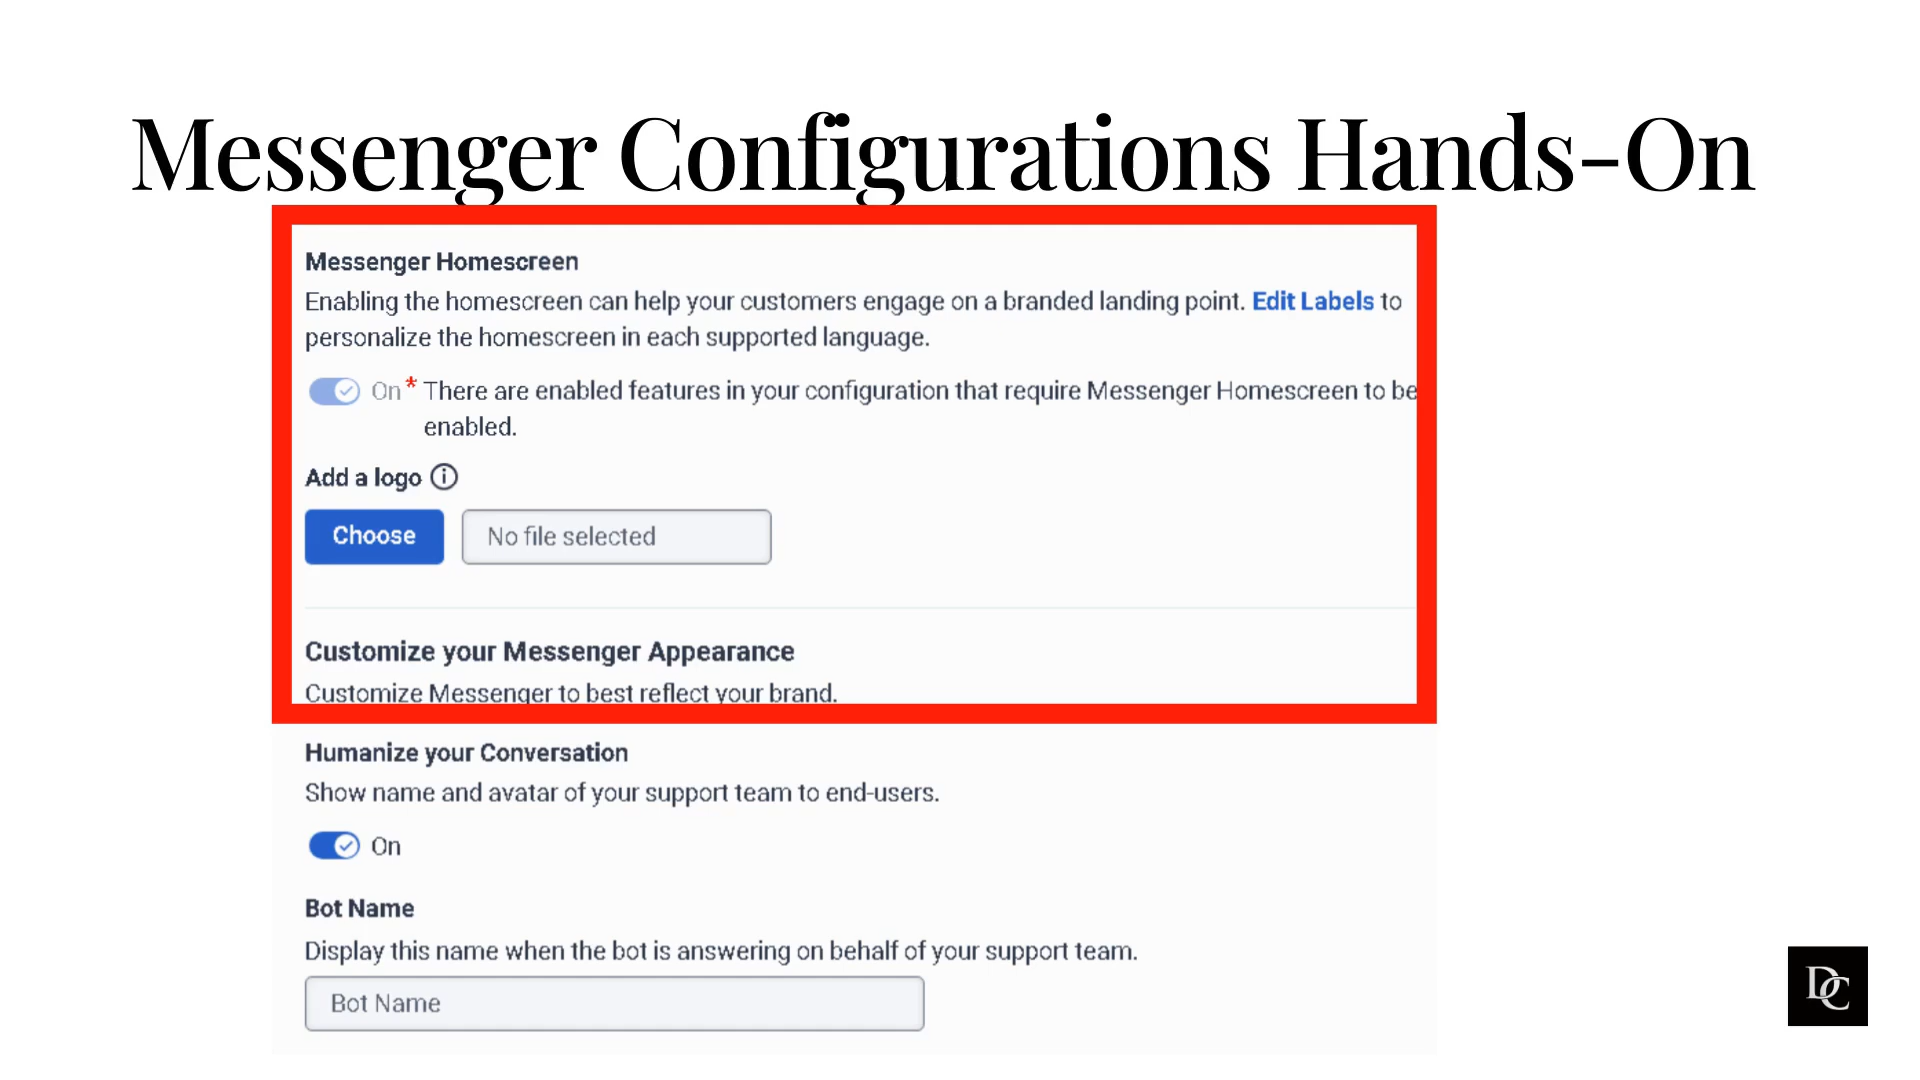 Messenger Configurations Hands-On
Messenger Homescreen
Enabling the homescreen can help your customers engage on a branded landing point. Edit Labels to
personalize the homescreen in each supported language.
On * There are enabled features in your configuration that require Messenger Homescreen to be
enabled.
Add a logo
Choose No file selected
Customize your Messenger Appearance
Customize Messenger to best reflect your brand.
Humanize your Conversation
Show name and avatar of your support team to end-users.
On
Bot Name
Display this name when the bot is answering on behalf of your support team.
Bot Name
DC